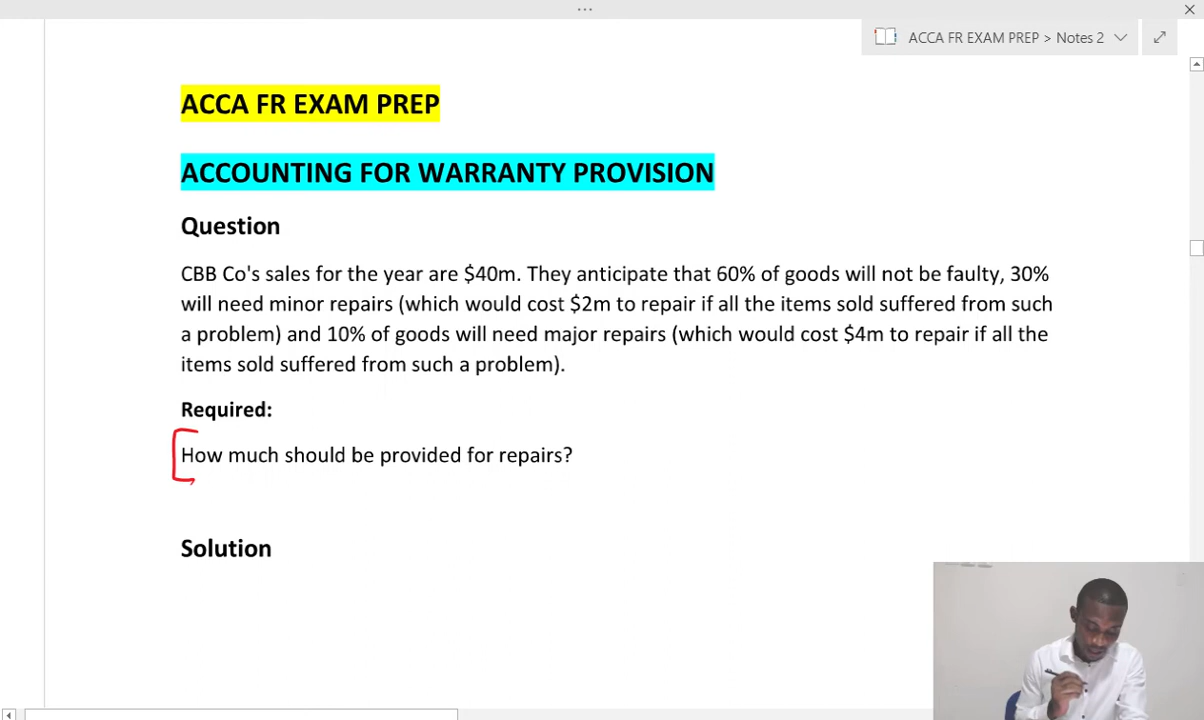 ACCA FR EXAM PREP > Notes 2
ACCA FR EXAM PREP
ACCOUNTING FOR WARRANTY PROVISION
Question
CBB Co's sales for the year are $40m. They anticipate that 60% of goods will not be faulty, 30%
will need minor repairs (which would cost $2m to repair if all the items sold suffered from such
a problem) and 10% of goods will need major repairs (which would cost $4m to repair if all the
items sold suffered from such a problem).
Required:
How much should be provided for repairs?
Solution